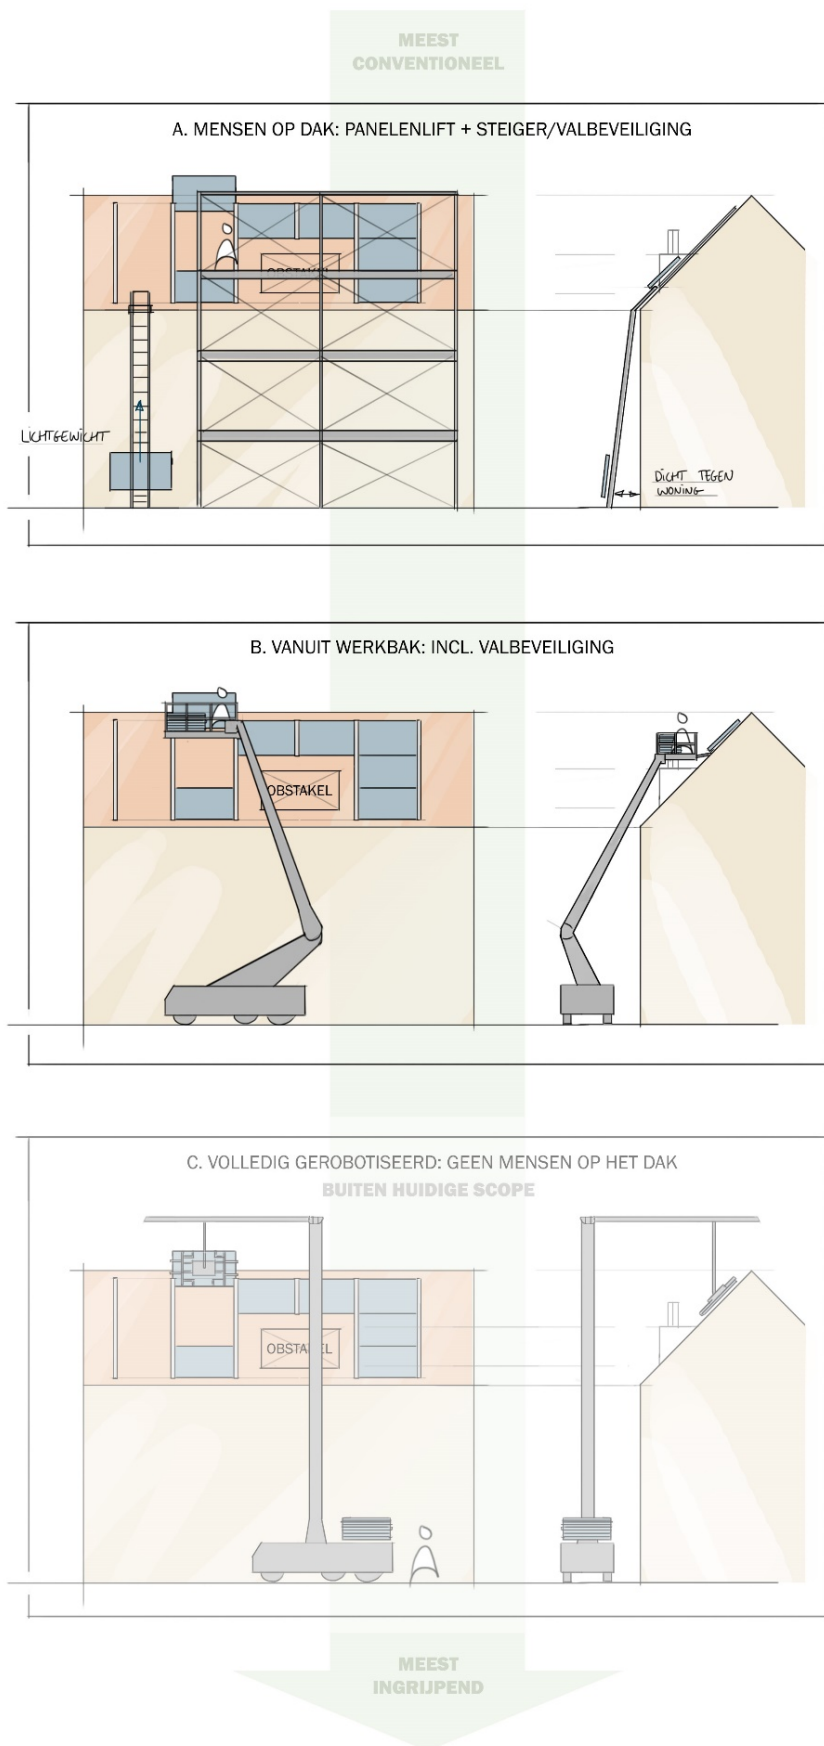 MEEST
CONVENTIONEEL
A. MENSEN OP DAK: PANELENLIFT + STEIGER/VALBEVEILIGING
OBSTAKEL
LICHTGEWICHT
DICHT TEGEN
WONING
B. VANUIT WERKBAK: INCL. VALBEVEILIGING
OBSTAKEL
C. VOLLEDIG GEROBOTISEERD: GEEN MENSEN OP HET DAK
BUITEN HUIDIGE SCOPE
OBSTAKEL
MEEST
INGRIJPEND